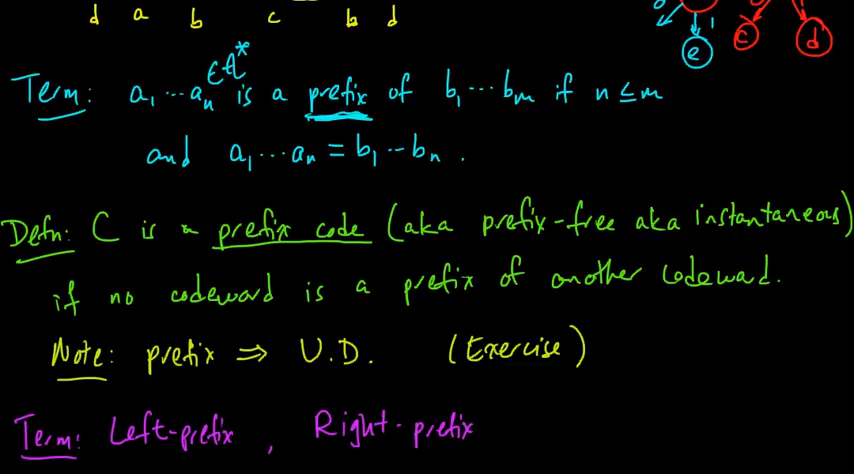 d a b c b d
e c d
1
Term: a₁ ⋯ aₙ ∈ A* is a prefix of b₁ ⋯ bₘ if n ≤ m
and a₁ ⋯ aₙ = b₁ ⋯ bₙ .
Defn: C is a prefix code (aka prefix-free aka instantaneous)
if no codeword is a prefix of another codeword.
Note: prefix ⇒ U.D. (Exercise)
Term: Left-prefix , Right-prefix